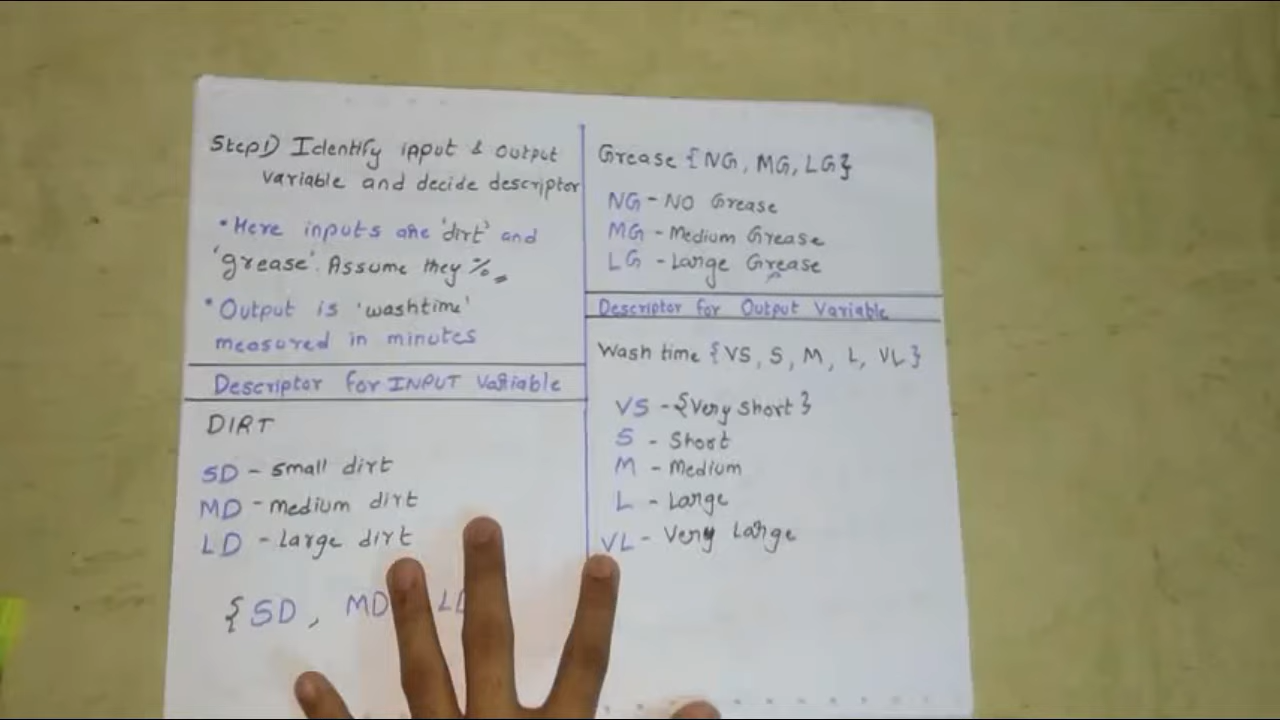 Step1) Identify input & output
variable and decide descriptor
• Here inputs are 'dirt' and
'grease'. Assume they %
• Output is 'washtime'
measured in minutes
Descriptor for INPUT Variable
DIRT
SD - small dirt
MD - medium dirt
LD - Large dirt
{ SD , MD LD
Grease {NG, MG, LG}
NG - NO Grease
MG - Medium Grease
LG - Large Grease
Descriptor for Output Variable
Wash time {VS, S, M, L, VL}
VS - {Very short}
S - Short
M - Medium
L - Large
VL - Very Large